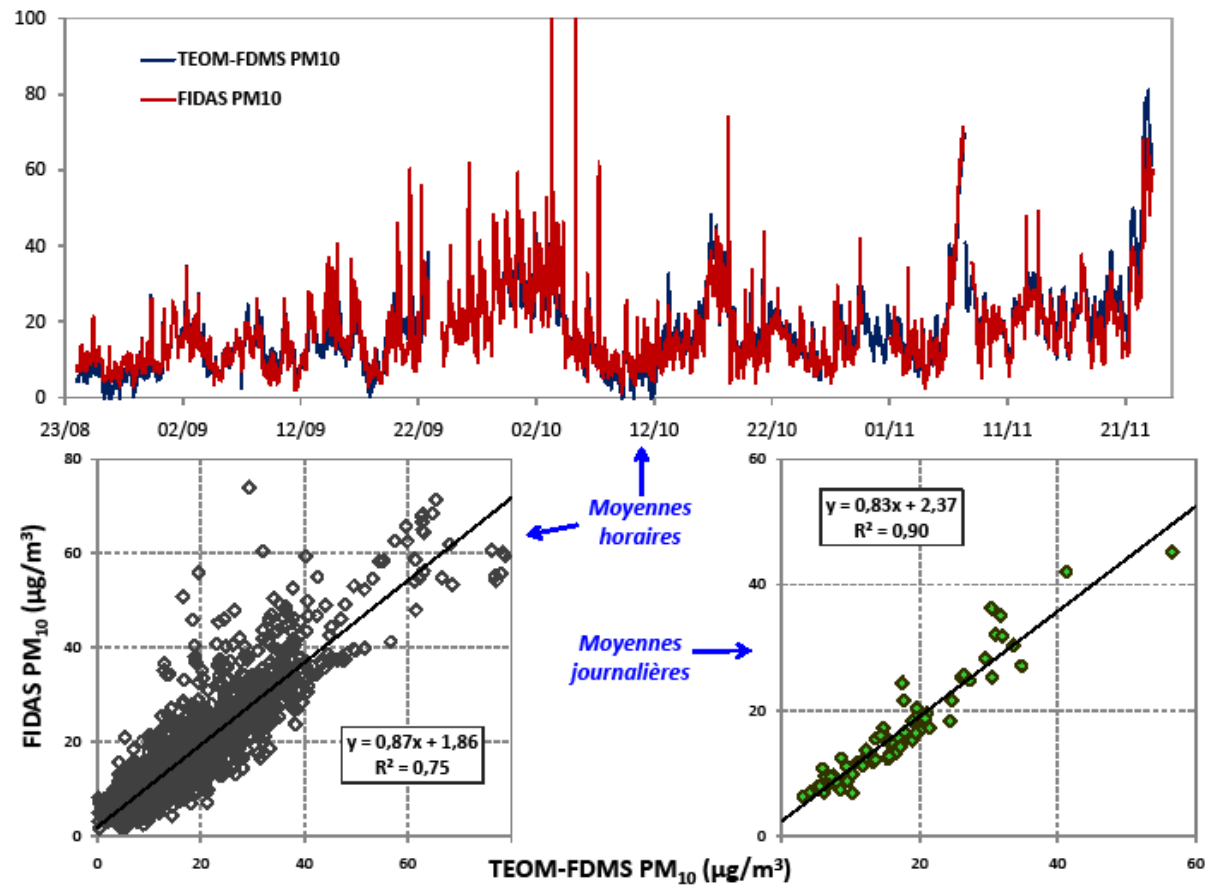 100
80
60
40
20
0
TEOM-FDMS PM10
FIDAS PM10
23/08 02/09 12/09 22/09 02/10 12/10 22/10 01/11 11/11 21/11
FIDAS PM10 (µg/m³)
80
60
40
20
0
0 20 40 60
y = 0,87x + 1,86
R² = 0,75
Moyennes
horaires
Moyennes
journalières
60
40
20
0
20 40 60
y = 0,83x + 2,37
R² = 0,90
TEOM-FDMS PM10 (µg/m³)